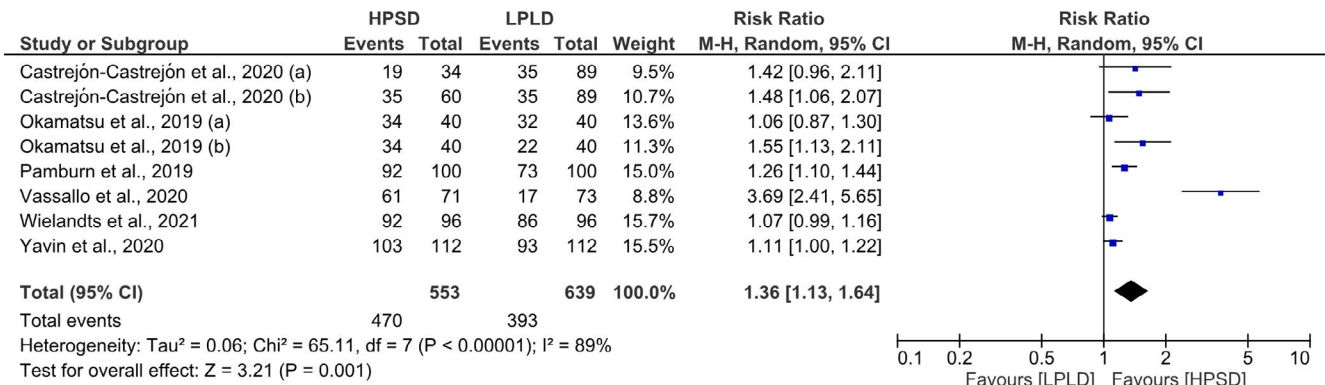 HPSD LPLD Risk Ratio Risk Ratio
Study or Subgroup Events Total Events Total Weight M-H, Random, 95% CI M-H, Random, 95% CI
Castrejón-Castrejón et al., 2020 (a) 19 34 35 89 9.5% 1.42 [0.96, 2.11]
Castrejón-Castrejón et al., 2020 (b) 35 60 35 89 10.7% 1.48 [1.06, 2.07]
Okamatsu et al., 2019 (a) 34 40 32 40 13.6% 1.06 [0.87, 1.30]
Okamatsu et al., 2019 (b) 34 40 22 40 11.3% 1.55 [1.13, 2.11]
Pamburn et al., 2019 92 100 73 100 15.0% 1.26 [1.10, 1.44]
Vassallo et al., 2020 61 71 17 73 8.8% 3.69 [2.41, 5.65]
Wielandts et al., 2021 92 96 86 96 15.7% 1.07 [0.99, 1.16]
Yavin et al., 2020 103 112 93 112 15.5% 1.11 [1.00, 1.22]
Total (95% CI) 553 639 100.0% 1.36 [1.13, 1.64]
Total events 470 393
Heterogeneity: Tau² = 0.06; Chi² = 65.11, df = 7 (P < 0.00001); I² = 89%
Test for overall effect: Z = 3.21 (P = 0.001)
0.1 0.2 0.5 1 2 5 10
Favours [LPLD] Favours [HPSD]